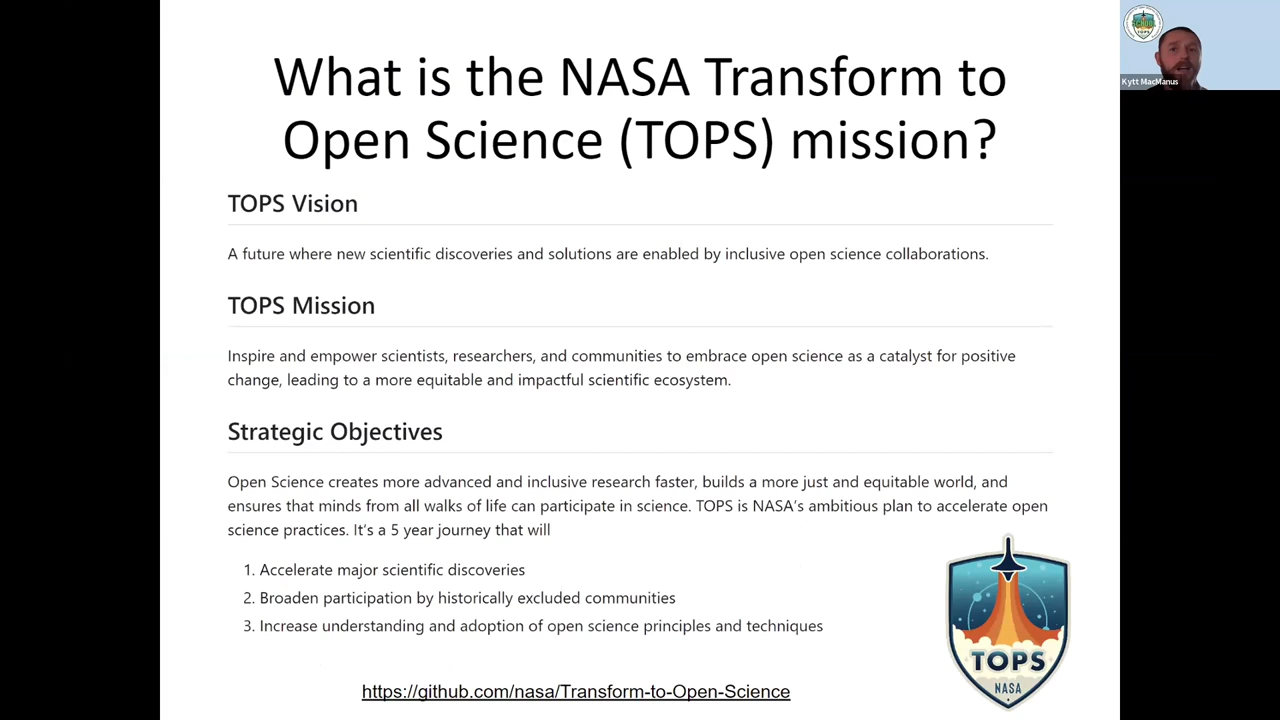 What is the NASA Transform to
Open Science (TOPS) mission?
TOPS Vision
A future where new scientific discoveries and solutions are enabled by inclusive open science collaborations.
TOPS Mission
Inspire and empower scientists, researchers, and communities to embrace open science as a catalyst for positive
change, leading to a more equitable and impactful scientific ecosystem.
Strategic Objectives
Open Science creates more advanced and inclusive research faster, builds a more just and equitable world, and
ensures that minds from all walks of life can participate in science. TOPS is NASA's ambitious plan to accelerate open
science practices. It's a 5 year journey that will
1. Accelerate major scientific discoveries
2. Broaden participation by historically excluded communities
3. Increase understanding and adoption of open science principles and techniques
https://github.com/nasa/Transform-to-Open-Science
TOPS
NASA
SCHOOL
TOPS
Kytt MacManus